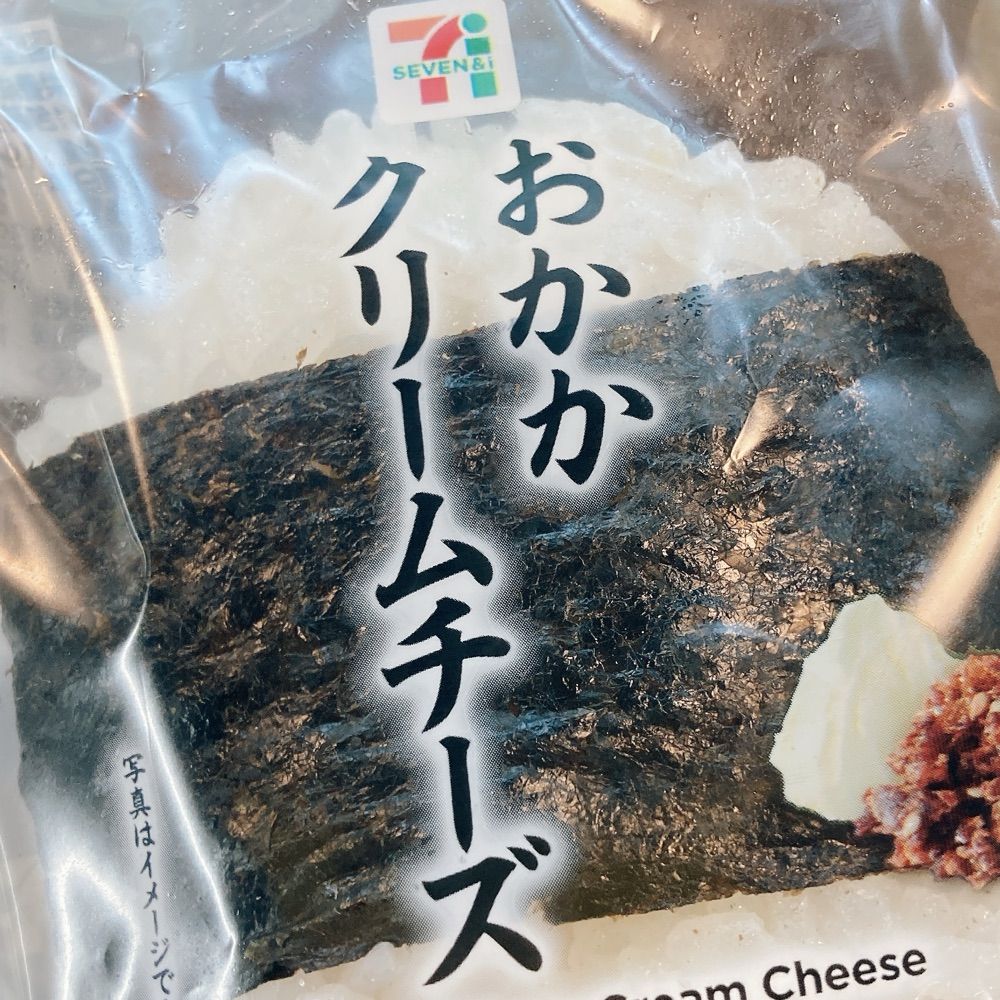 SEVEN&i
おかか
クリームチーズ
写真はイメージで
Cream Cheese